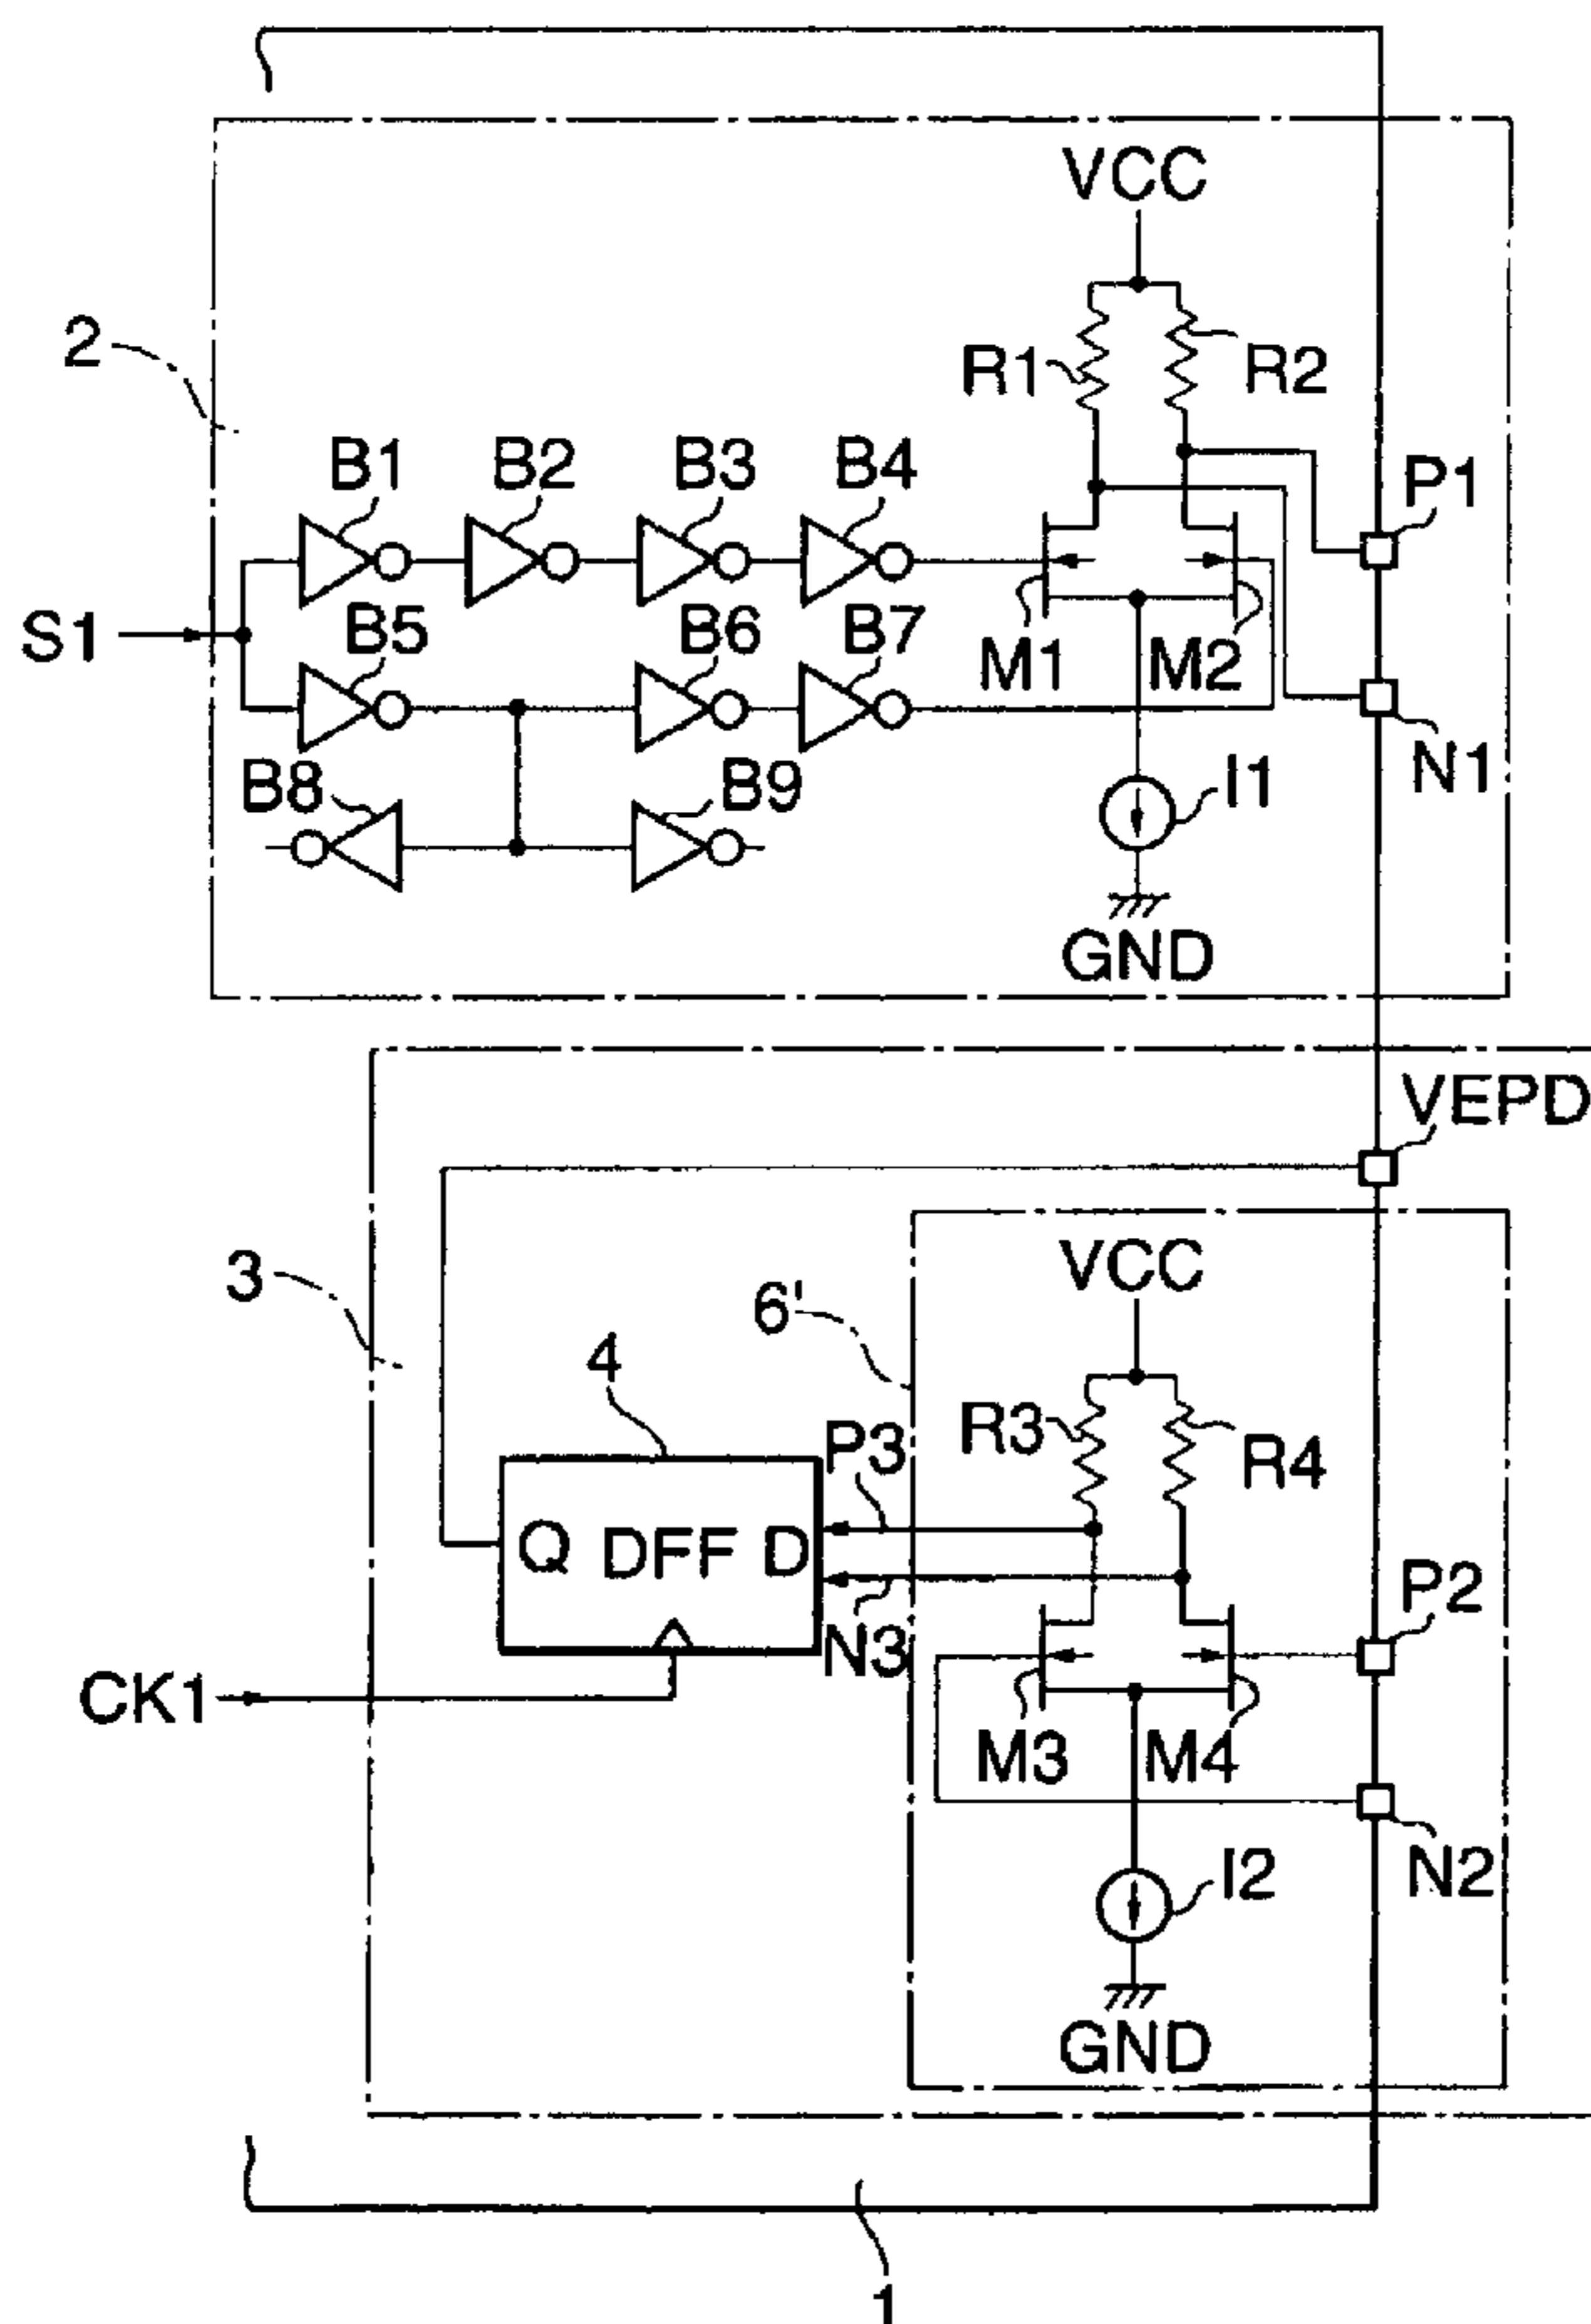 VCC
2
R1
R2
B1
B2
B3
B4
P1
S1
B5
B6
B7
M1
M2
N1
B8
B9
I1
GND
VEPD
3
6'
VCC
4
P3
R3
R4
Q DFF D
P2
N3
CK1
M3
M4
I2
N2
GND
1